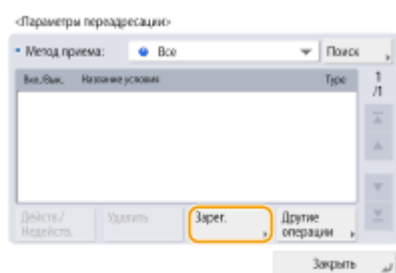 <Параметры переадресации>
Метод приема: Все Поиск
Вкл./Вык. Название условия Type 1
/1
Действ./ Удалить Зарег. Другие
Недейств. операции
Закрыть